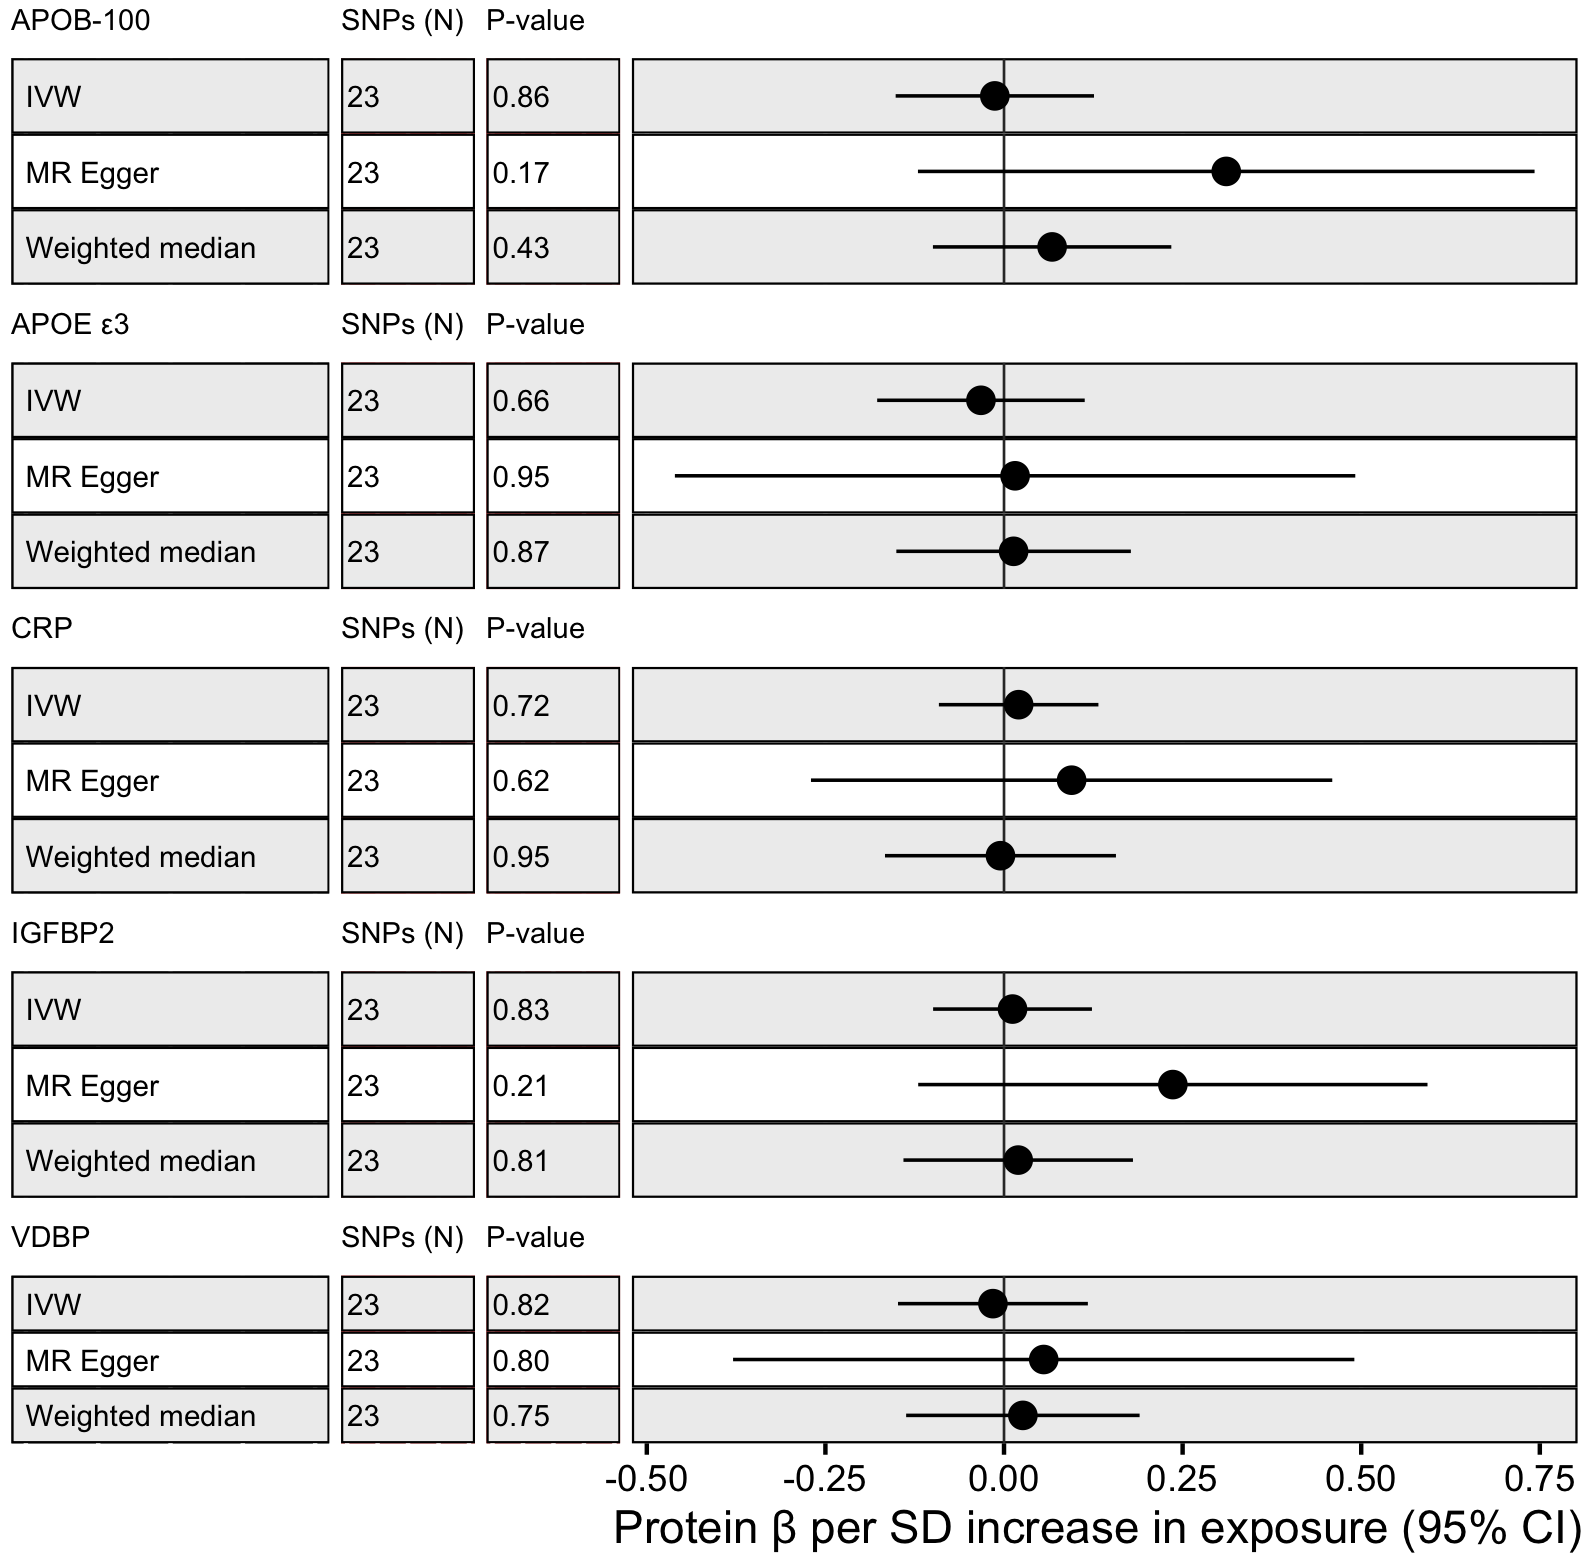 APOB-100 SNPs (N) P-value
IVW 23 0.86
MR Egger 23 0.17
Weighted median 23 0.43
APOE ε3 SNPs (N) P-value
IVW 23 0.66
MR Egger 23 0.95
Weighted median 23 0.87
CRP SNPs (N) P-value
IVW 23 0.72
MR Egger 23 0.62
Weighted median 23 0.95
IGFBP2 SNPs (N) P-value
IVW 23 0.83
MR Egger 23 0.21
Weighted median 23 0.81
VDBP SNPs (N) P-value
IVW 23 0.82
MR Egger 23 0.80
Weighted median 23 0.75
-0.50 -0.25 0.00 0.25 0.50 0.75
Protein β per SD increase in exposure (95% CI)